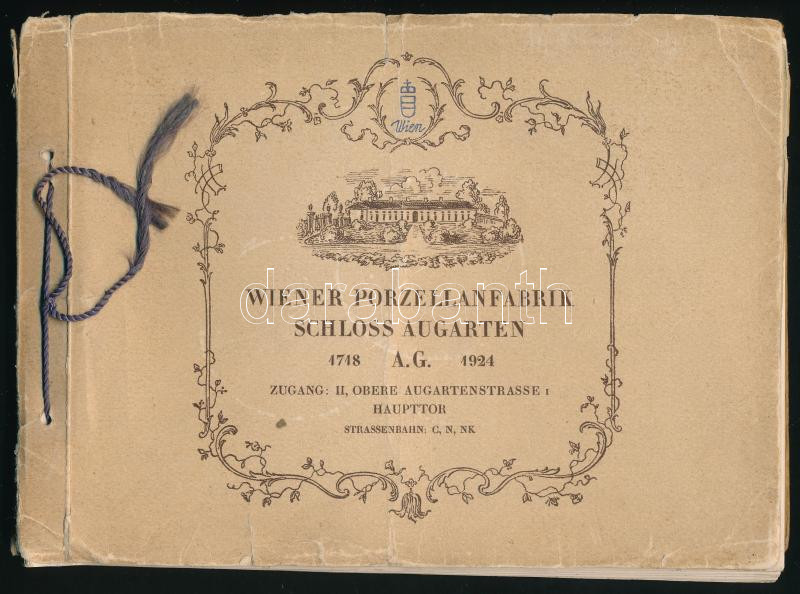 Wien
WIENER PORZELLANFABRIK
SCHLOSS AUGARTEN
1718 A.G. 1924
ZUGANG: II, OBERE AUGARTENSTRASSE 1
HAUPTTOR
STRASSENBAHN: C, N, NK
darabanth